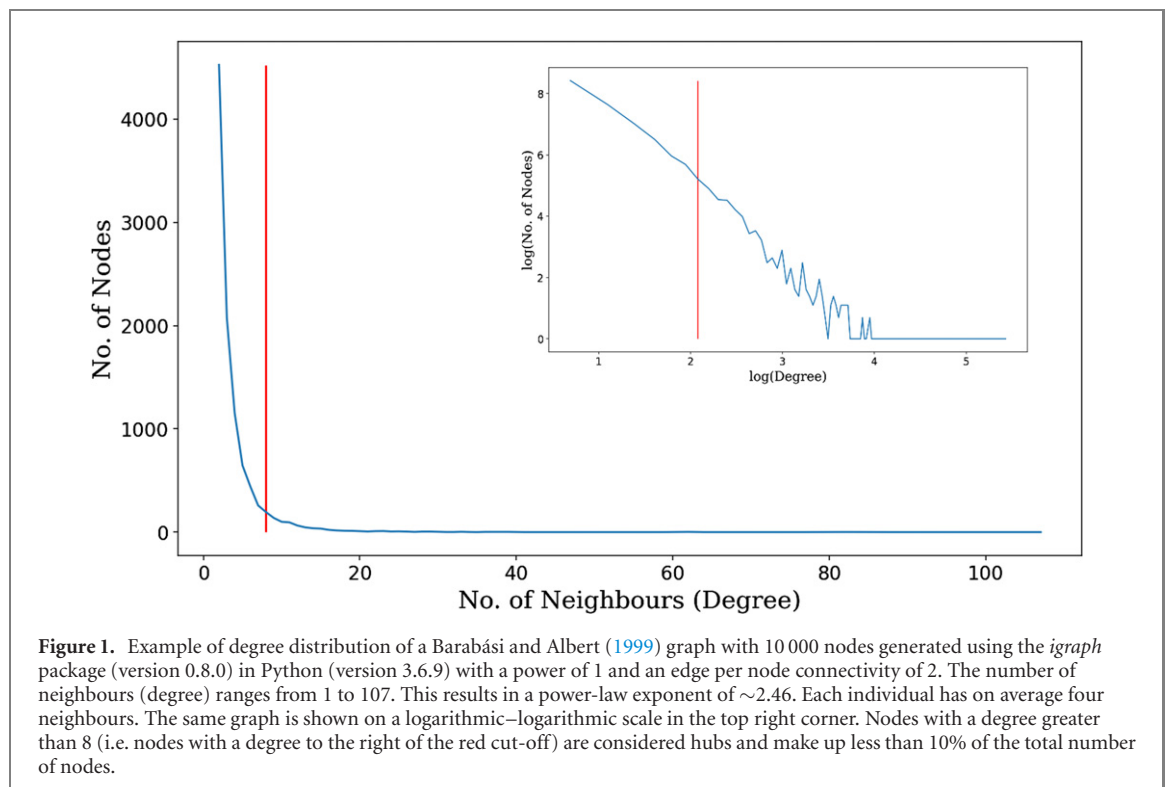 4000
3000
2000
1000
0
No. of Nodes
0 20 40 60 80 100
No. of Neighbours (Degree)
8
6
4
2
0
log(No. of Nodes)
1 2 3 4 5
log(Degree)
Figure 1. Example of degree distribution of a Barabási and Albert (1999) graph with 10 000 nodes generated using the igraph
package (version 0.8.0) in Python (version 3.6.9) with a power of 1 and an edge per node connectivity of 2. The number of
neighbours (degree) ranges from 1 to 107. This results in a power-law exponent of ∼2.46. Each individual has on average four
neighbours. The same graph is shown on a logarithmic–logarithmic scale in the top right corner. Nodes with a degree greater
than 8 (i.e. nodes with a degree to the right of the red cut-off) are considered hubs and make up less than 10% of the total number
of nodes.